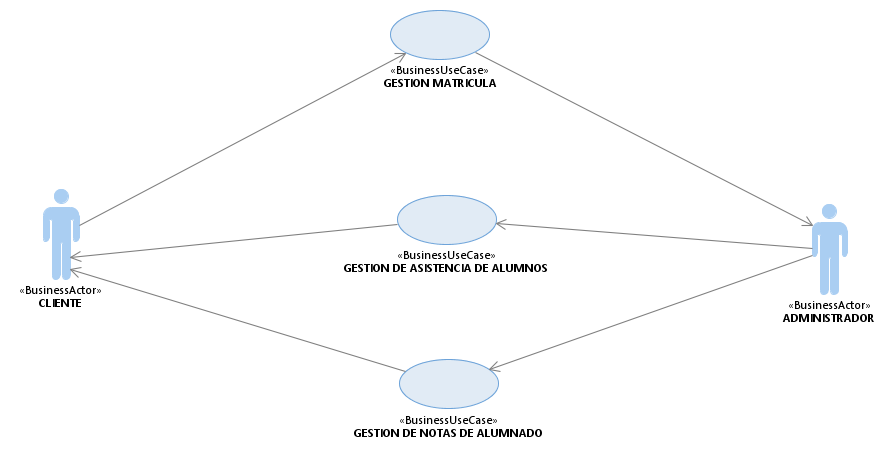 «BusinessUseCase»
GESTION MATRICULA
«BusinessUseCase»
GESTION DE ASISTENCIA DE ALUMNOS
«BusinessActor»
CLIENTE
«BusinessActor»
ADMINISTRADOR
«BusinessUseCase»
GESTION DE NOTAS DE ALUMNADO